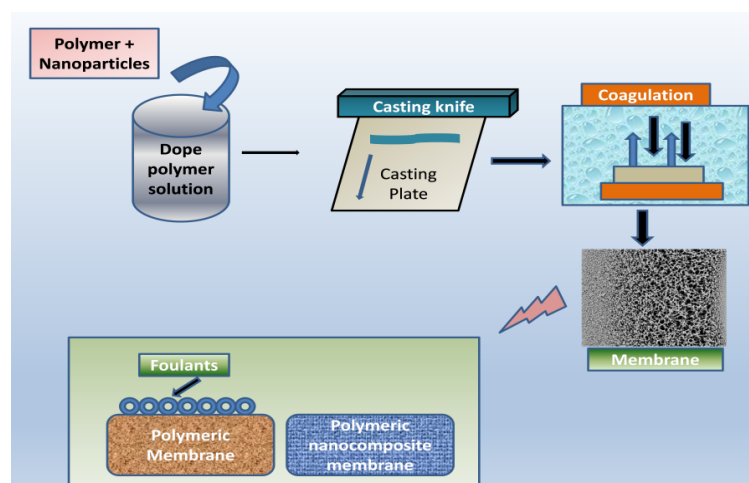 Polymer +
Nanoparticles
Dope
polymer
solution
Casting knife
Casting
Plate
Coagulation
Membrane
Foulants
Polymeric
Membrane
Polymeric
nanocomposite
membrane